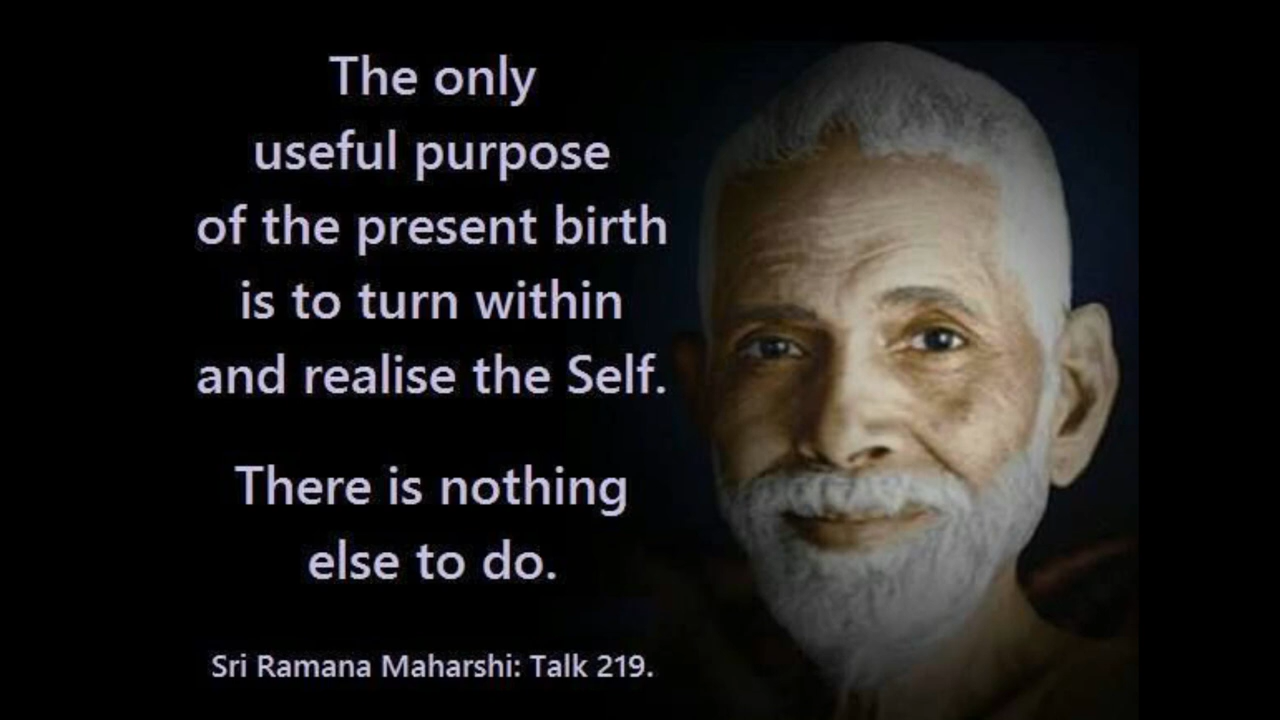 The only
useful purpose
of the present birth
is to turn within
and realise the Self.
There is nothing
else to do.
Sri Ramana Maharshi: Talk 219.